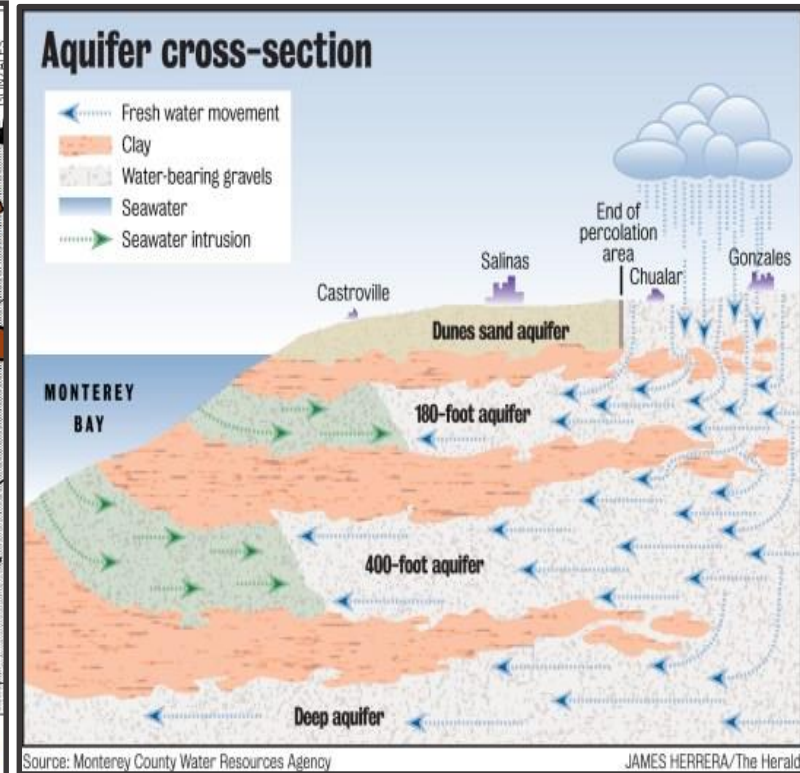 Aquifer cross-section
Fresh water movement
Clay
Water-bearing gravels
Seawater
Seawater intrusion
End of
percolation
area
Castroville
Salinas
Chualar
Gonzales
Dunes sand aquifer
MONTEREY
BAY
180-foot aquifer
400-foot aquifer
Deep aquifer
Source: Monterey County Water Resources Agency
JAMES HERRERA/The Herald